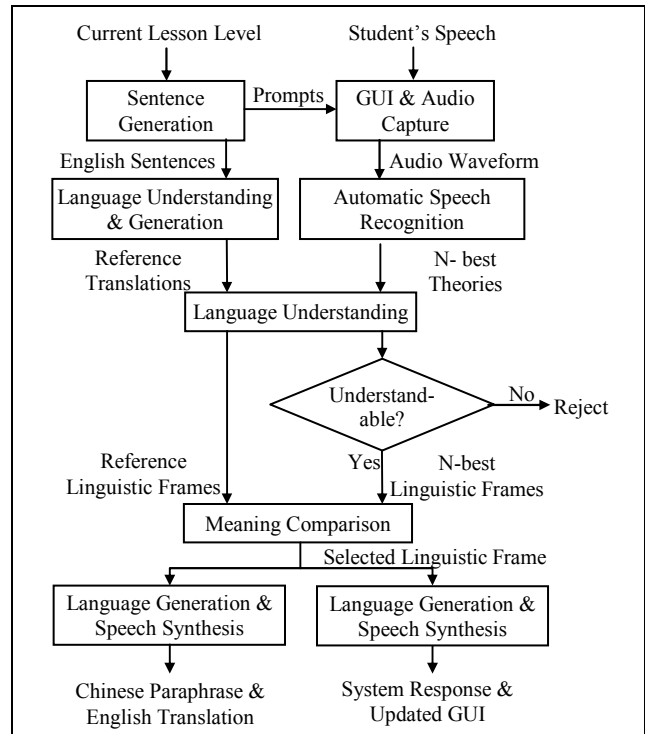 Current Lesson Level
Student's Speech
Sentence
Generation
Prompts
GUI & Audio
Capture
English Sentences
Audio Waveform
Language Understanding
& Generation
Automatic Speech
Recognition
Reference
Translations
N- best
Theories
Language Understanding
Understand-
able?
No
Reject
Reference
Linguistic Frames
Yes
N-best
Linguistic Frames
Meaning Comparison
Selected Linguistic Frame
Language Generation &
Speech Synthesis
Language Generation &
Speech Synthesis
Chinese Paraphrase &
English Translation
System Response &
Updated GUI